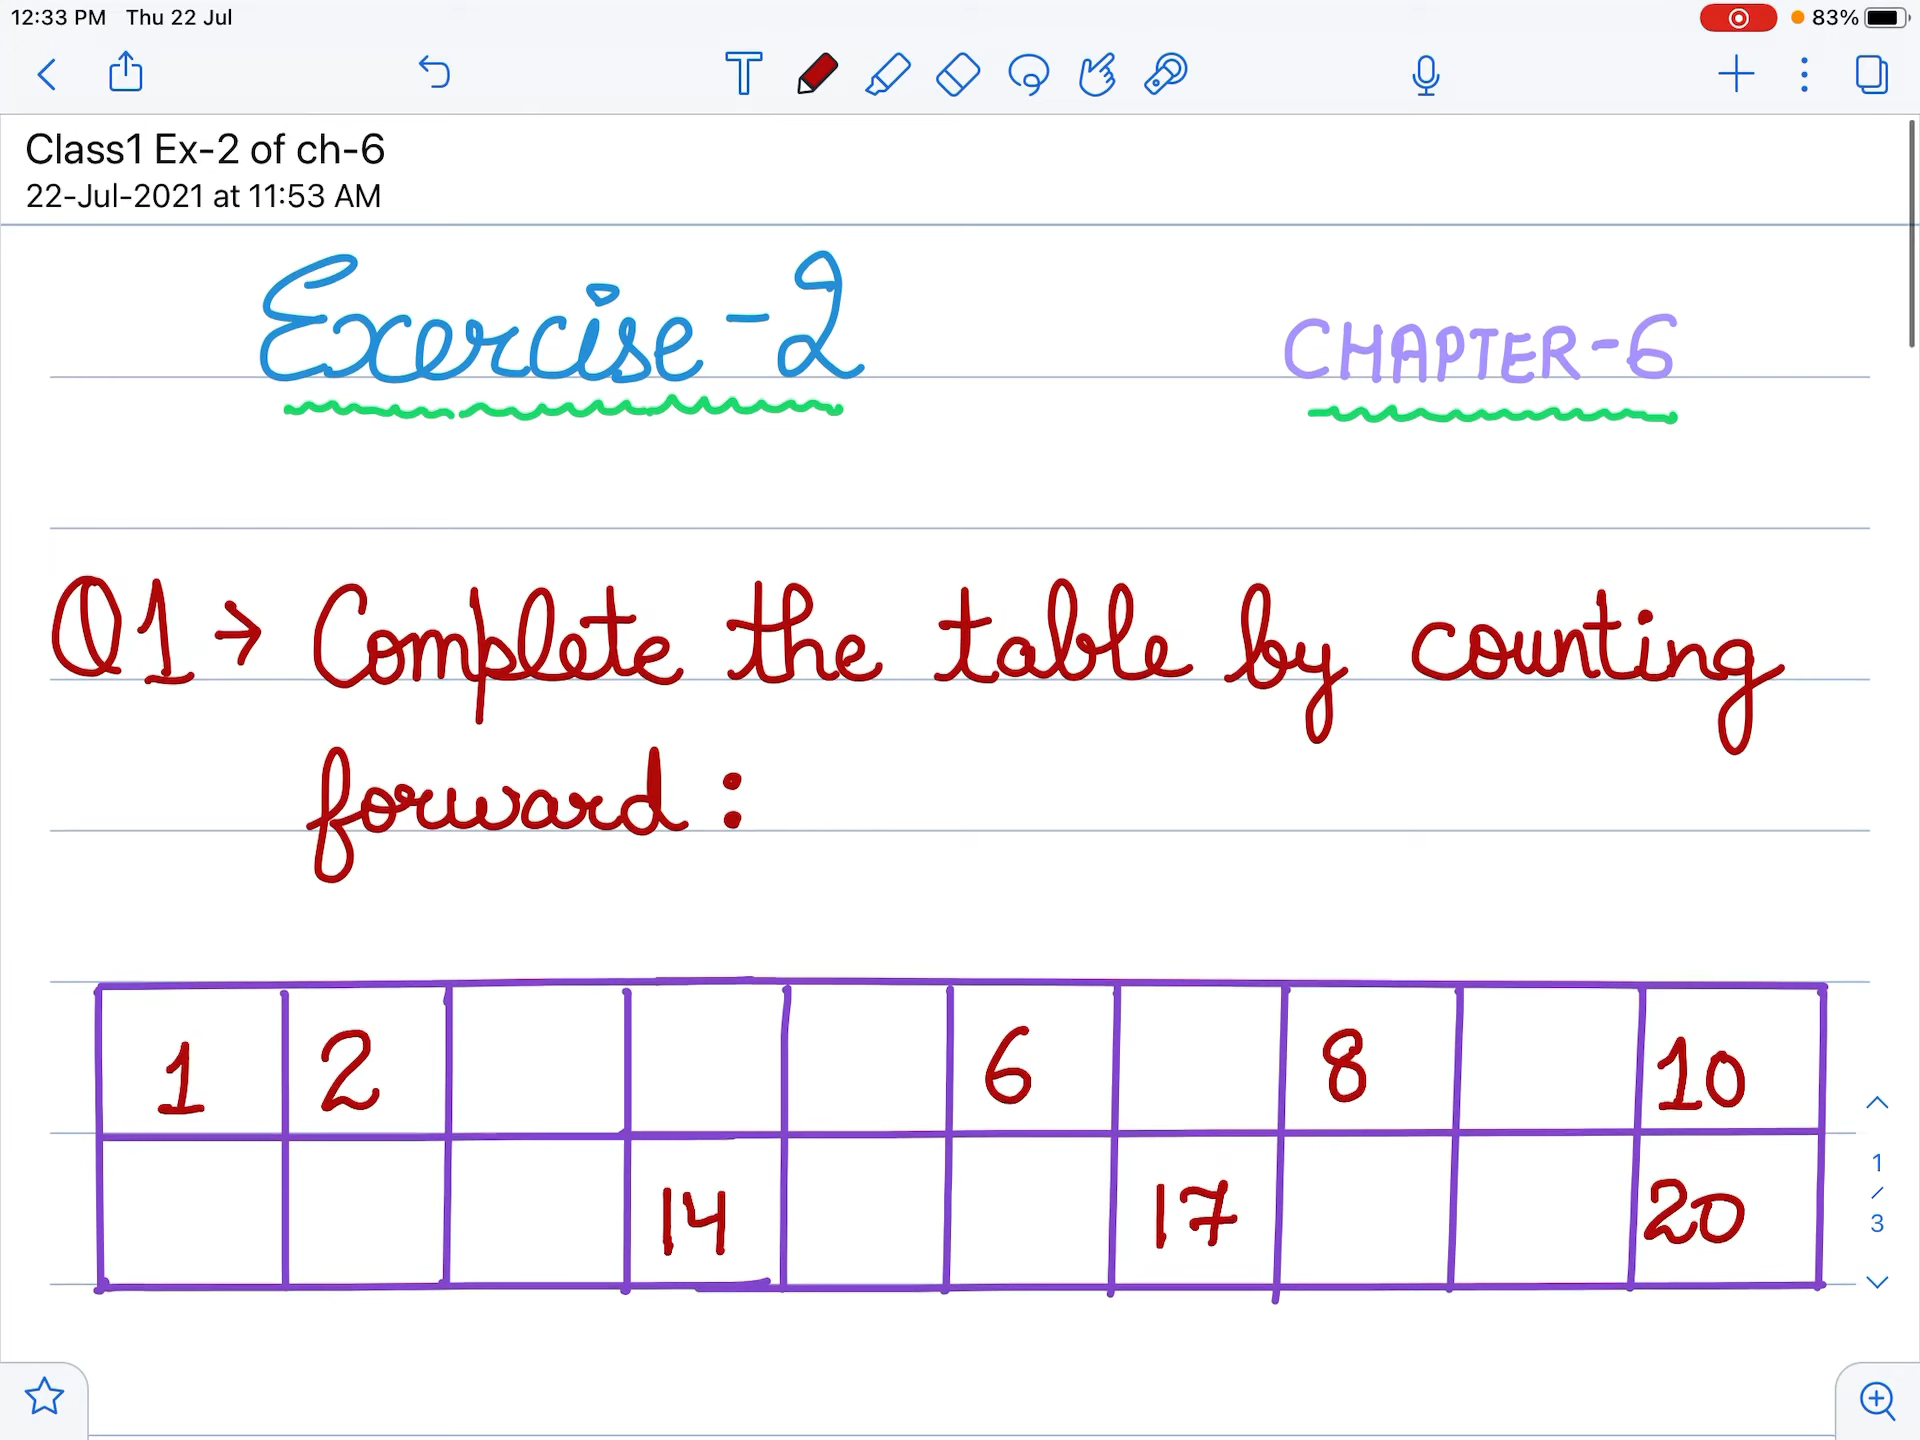 12:33 PM Thu 22 Jul 83%
Class1 Ex-2 of ch-6
22-Jul-2021 at 11:53 AM
Exercise-2 CHAPTER-6
Q1→ Complete the table by counting
forward:
1 2 6 8 10
14 17 20
1
/
3